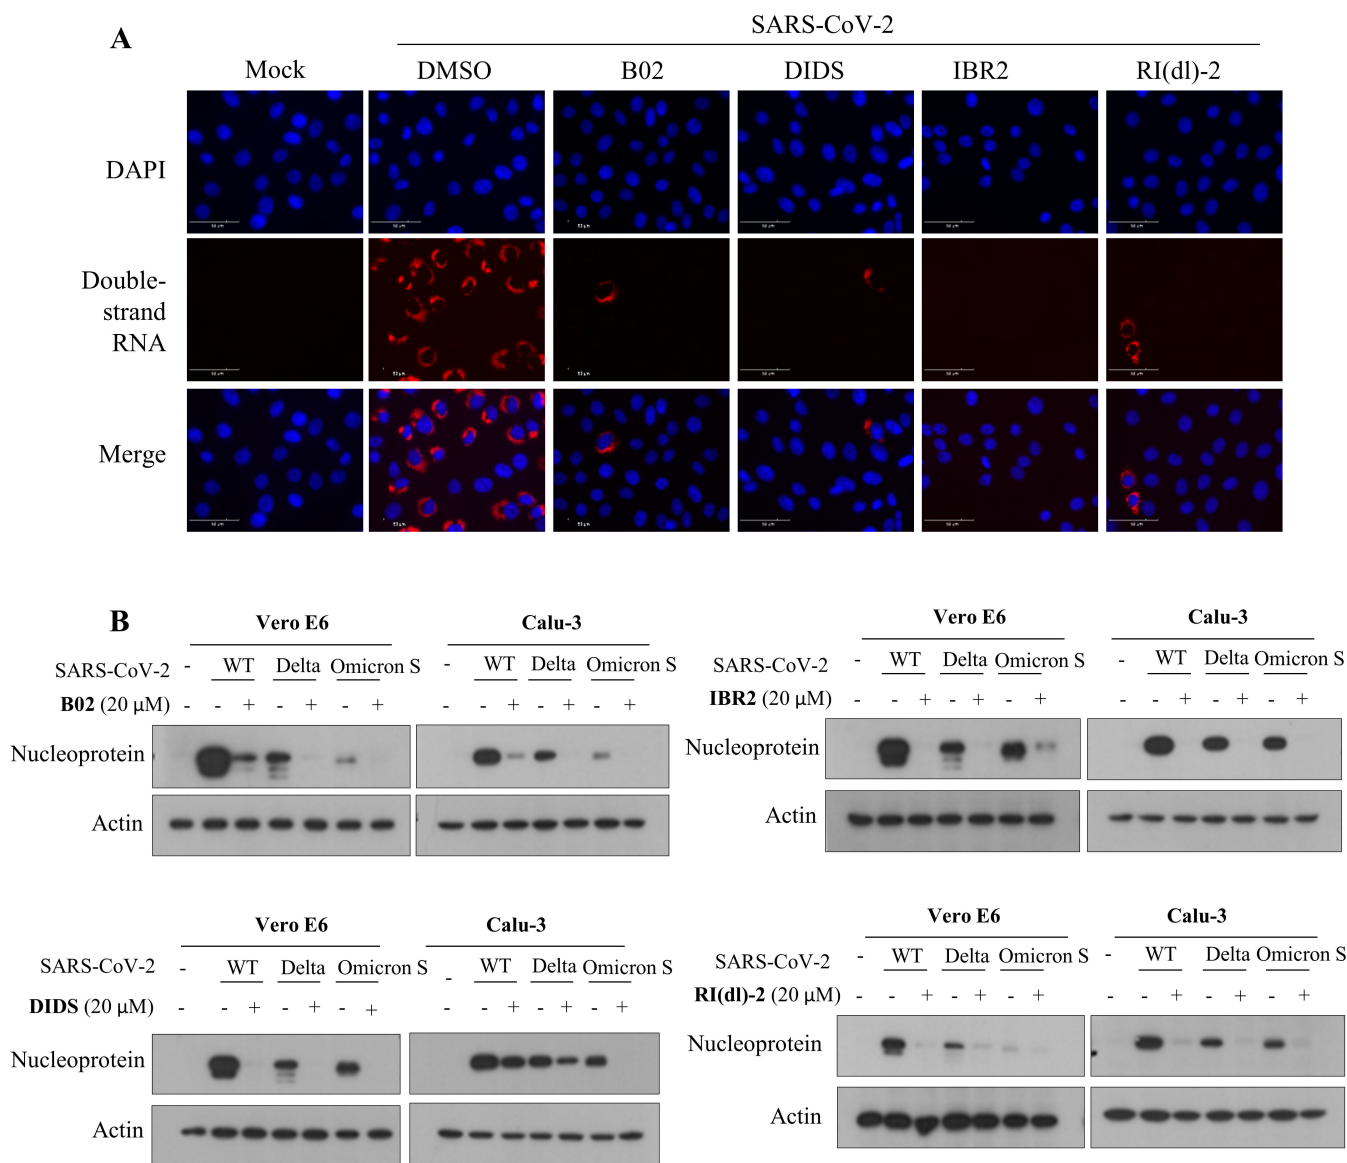 A
SARS-CoV-2
Mock DMSO B02 DIDS IBR2 RI(dl)-2
DAPI
Double-
strand
RNA
Merge
B
Vero E6 Calu-3
SARS-CoV-2 - WT Delta Omicron S - WT Delta Omicron S
B02 (20 µM) - - + - + - + - - + - + - +
Nucleoprotein
Actin
Vero E6 Calu-3
SARS-CoV-2 - WT Delta Omicron S - WT Delta Omicron S
IBR2 (20 µM) - - + - + - + - - + - + - +
Nucleoprotein
Actin
Vero E6 Calu-3
SARS-CoV-2 - WT Delta Omicron S - WT Delta Omicron S
DIDS (20 µM) - - + - + - + - - + - + - +
Nucleoprotein
Actin
Vero E6 Calu-3
SARS-CoV-2 - WT Delta Omicron S - WT Delta Omicron S
RI(dl)-2 (20 µM) - - + - + - + - - + - + - +
Nucleoprotein
Actin